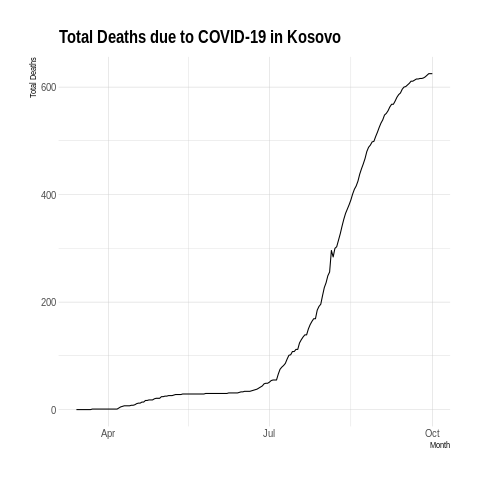 Total Deaths due to COVID-19 in Kosovo
Total Deaths
600
400
200
0
Apr
Jul
Oct
Month